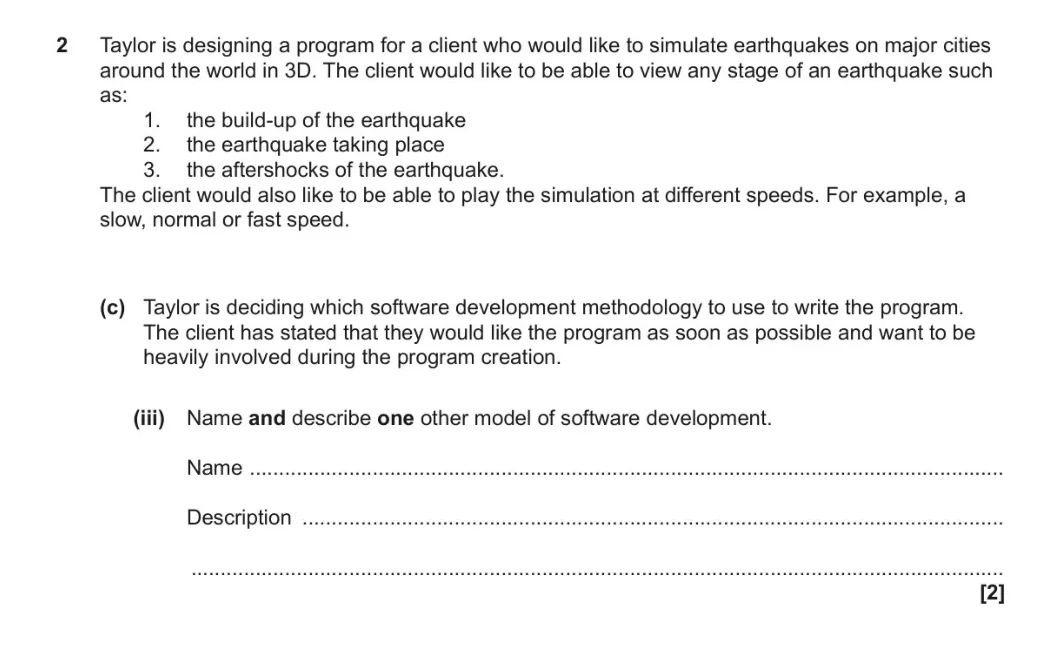 2 Taylor is designing a program for a client who would like to simulate earthquakes on major cities
around the world in 3D. The client would like to be able to view any stage of an earthquake such
as:
1. the build-up of the earthquake
2. the earthquake taking place
3. the aftershocks of the earthquake.
The client would also like to be able to play the simulation at different speeds. For example, a
slow, normal or fast speed.
(c) Taylor is deciding which software development methodology to use to write the program.
The client has stated that they would like the program as soon as possible and want to be
heavily involved during the program creation.
(iii) Name and describe one other model of software development.
Name ................................................................
Description ................................................................
................................................................
[2]